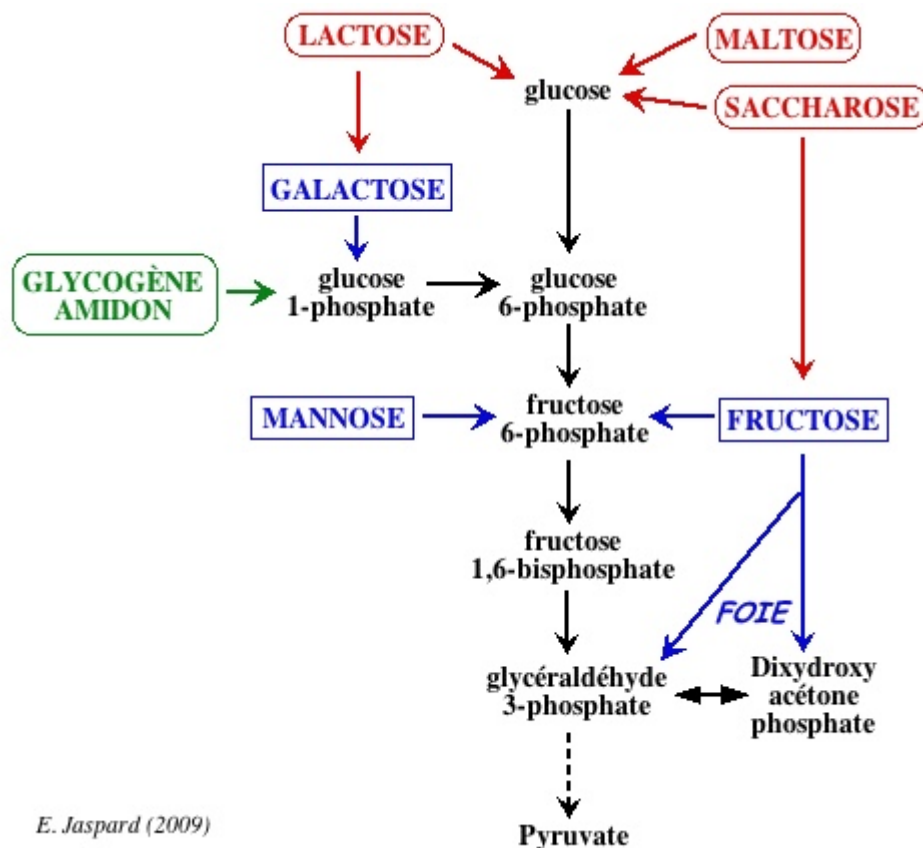 LACTOSE
MALTOSE
glucose
SACCHAROSE
GALACTOSE
GLYCOGÈNE
AMIDON
glucose
1-phosphate
glucose
6-phosphate
MANNOSE
fructose
6-phosphate
FRUCTOSE
fructose
1,6-bisphosphate
FOIE
glycéraldéhyde
3-phosphate
Dixydroxy
acétone
phosphate
E. Jaspard (2009)
Pyruvate